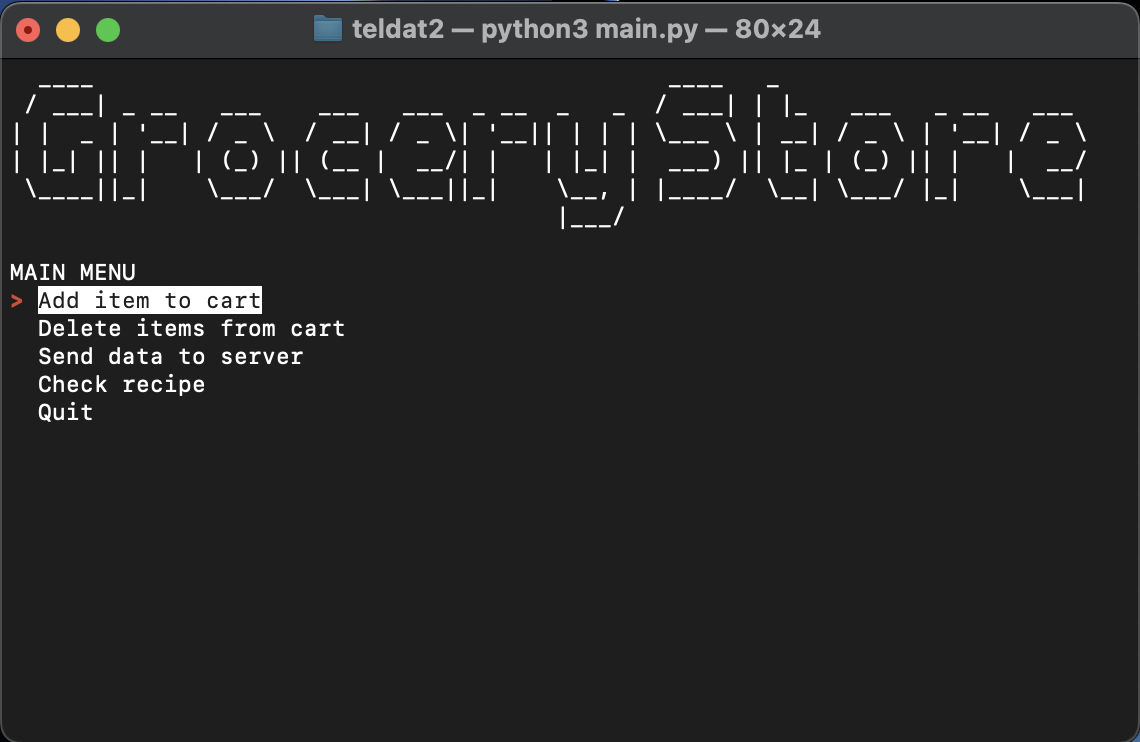 teldat2 — python3 main.py — 80×24
GroceryStore
MAIN MENU
> Add item to cart
Delete items from cart
Send data to server
Check recipe
Quit